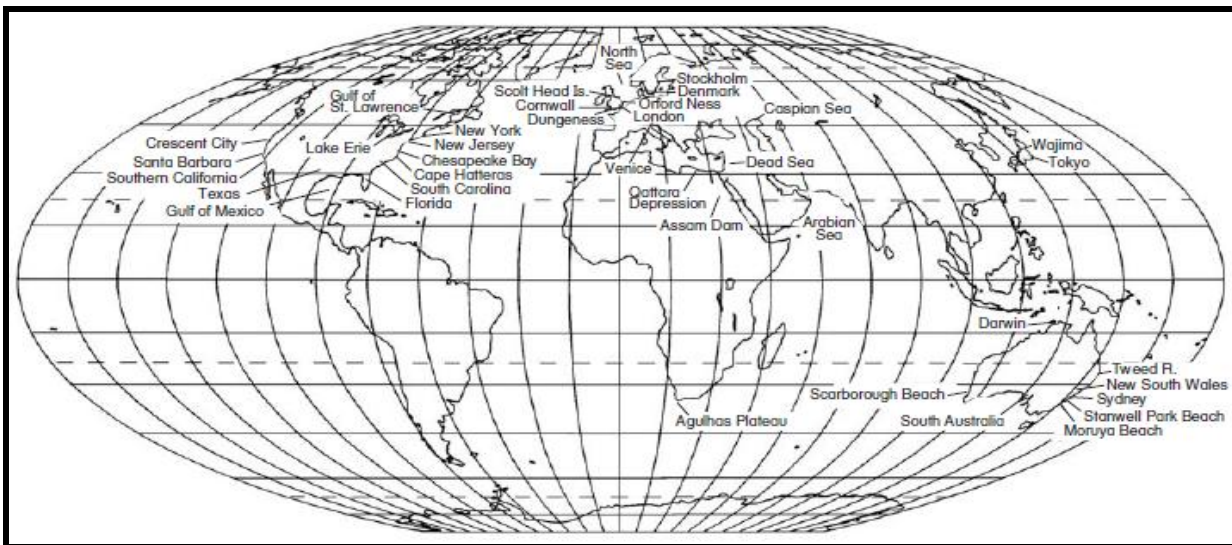 North
Sea
Stockholm
Scolt Head Is.
Denmark
Gulf of
St. Lawrence
Cornwall
Orford Ness
Caspian Sea
Dungeness
London
Crescent City
New York
Lake Erie
New Jersey
Wajima
Santa Barbara
Chesapeake Bay
Venice
Dead Sea
Tokyo
Southern California
Cape Hatteras
Texas
South Carolina
Qattara
Depression
Gulf of Mexico
Florida
Assam Dam
Arabian
Sea
Darwin
Tweed R.
New South Wales
Scarborough Beach
Sydney
Agulhas Plateau
South Australia
Stanwell Park Beach
Moruya Beach